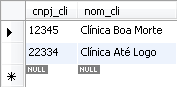 cnpj_cli nom_cli
12345 Clínica Boa Morte
22334 Clínica Até Logo
NULL NULL